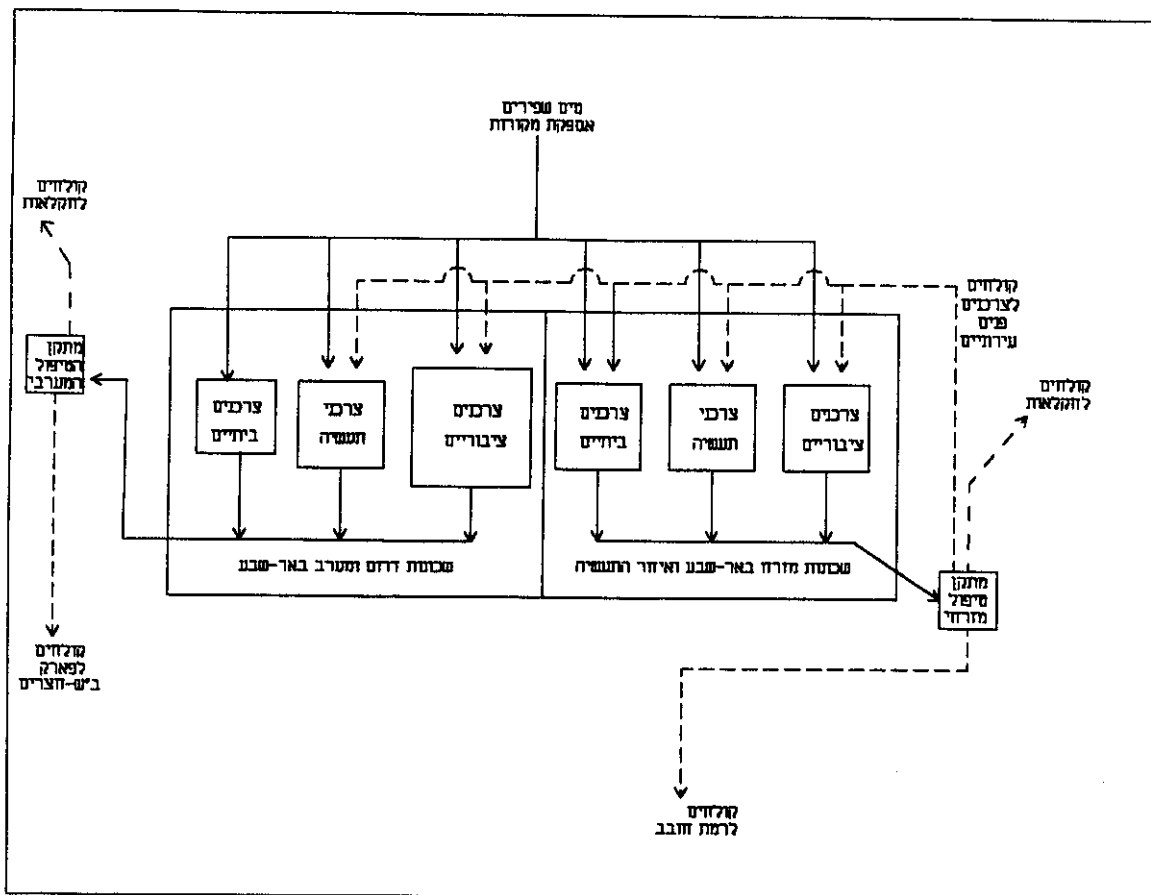 מים שפירים
אספקת מקורות
קולחים
לחקלאות
קולחים
לצרכנים
פנים
עירוניים
קולחים
לחקלאות
מתקן
הטיפול
המערבי
צרכנים
ביתיים
צרכני
תעשיה
צרכנים
ציבוריים
צרכנים
ביתיים
צרכני
תעשיה
צרכנים
ציבוריים
שכונות דרום ומערב באר-שבע
שכונות מזרח באר-שבע ואיזור התעשיה
מתקן
טיפול
מזרחי
קולחים
לפארק
ב"ש-חצרים
קולחים
לרמת חובב